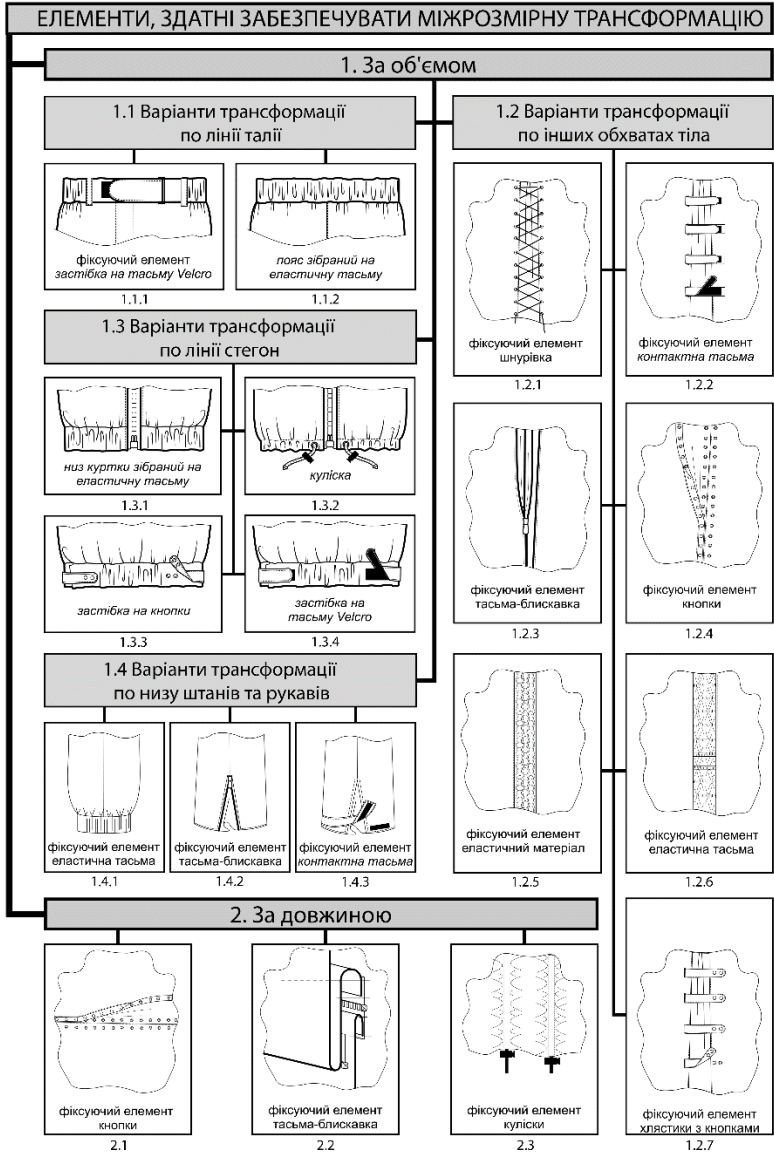 ЕЛЕМЕНТИ, ЗДАТНІ ЗАБЕЗПЕЧУВАТИ МІЖРОЗМІРНУ ТРАНСФОРМАЦІЮ
1. За об'ємом
1.1 Варіанти трансформації
по лінії талії
фіксуючий елемент
застібка на тасьму Velcro
1.1.1
пояс зібраний на
еластичну тасьму
1.1.2
1.3 Варіанти трансформації
по лінії стегон
низ куртки зібраний на
еластичну тасьму
1.3.1
куліска
1.3.2
застібка на кнопки
1.3.3
застібка на
тасьму Velcro
1.3.4
1.4 Варіанти трансформації
по низу штанів та рукавів
фіксуючий елемент
еластична тасьма
1.4.1
фіксуючий елемент
тасьма-блискавка
1.4.2
фіксуючий елемент
контактна тасьма
1.4.3
1.2 Варіанти трансформації
по інших обхватах тіла
фіксуючий елемент
шнурівка
1.2.1
фіксуючий елемент
контактна тасьма
1.2.2
фіксуючий елемент
тасьма-блискавка
1.2.3
фіксуючий елемент
кнопки
1.2.4
фіксуючий елемент
еластичний матеріал
1.2.5
фіксуючий елемент
еластична тасьма
1.2.6
фіксуючий елемент
хлястики з кнопками
1.2.7
2. За довжиною
фіксуючий елемент
кнопки
2.1
фіксуючий елемент
тасьма-блискавка
2.2
фіксуючий елемент
куліски
2.3